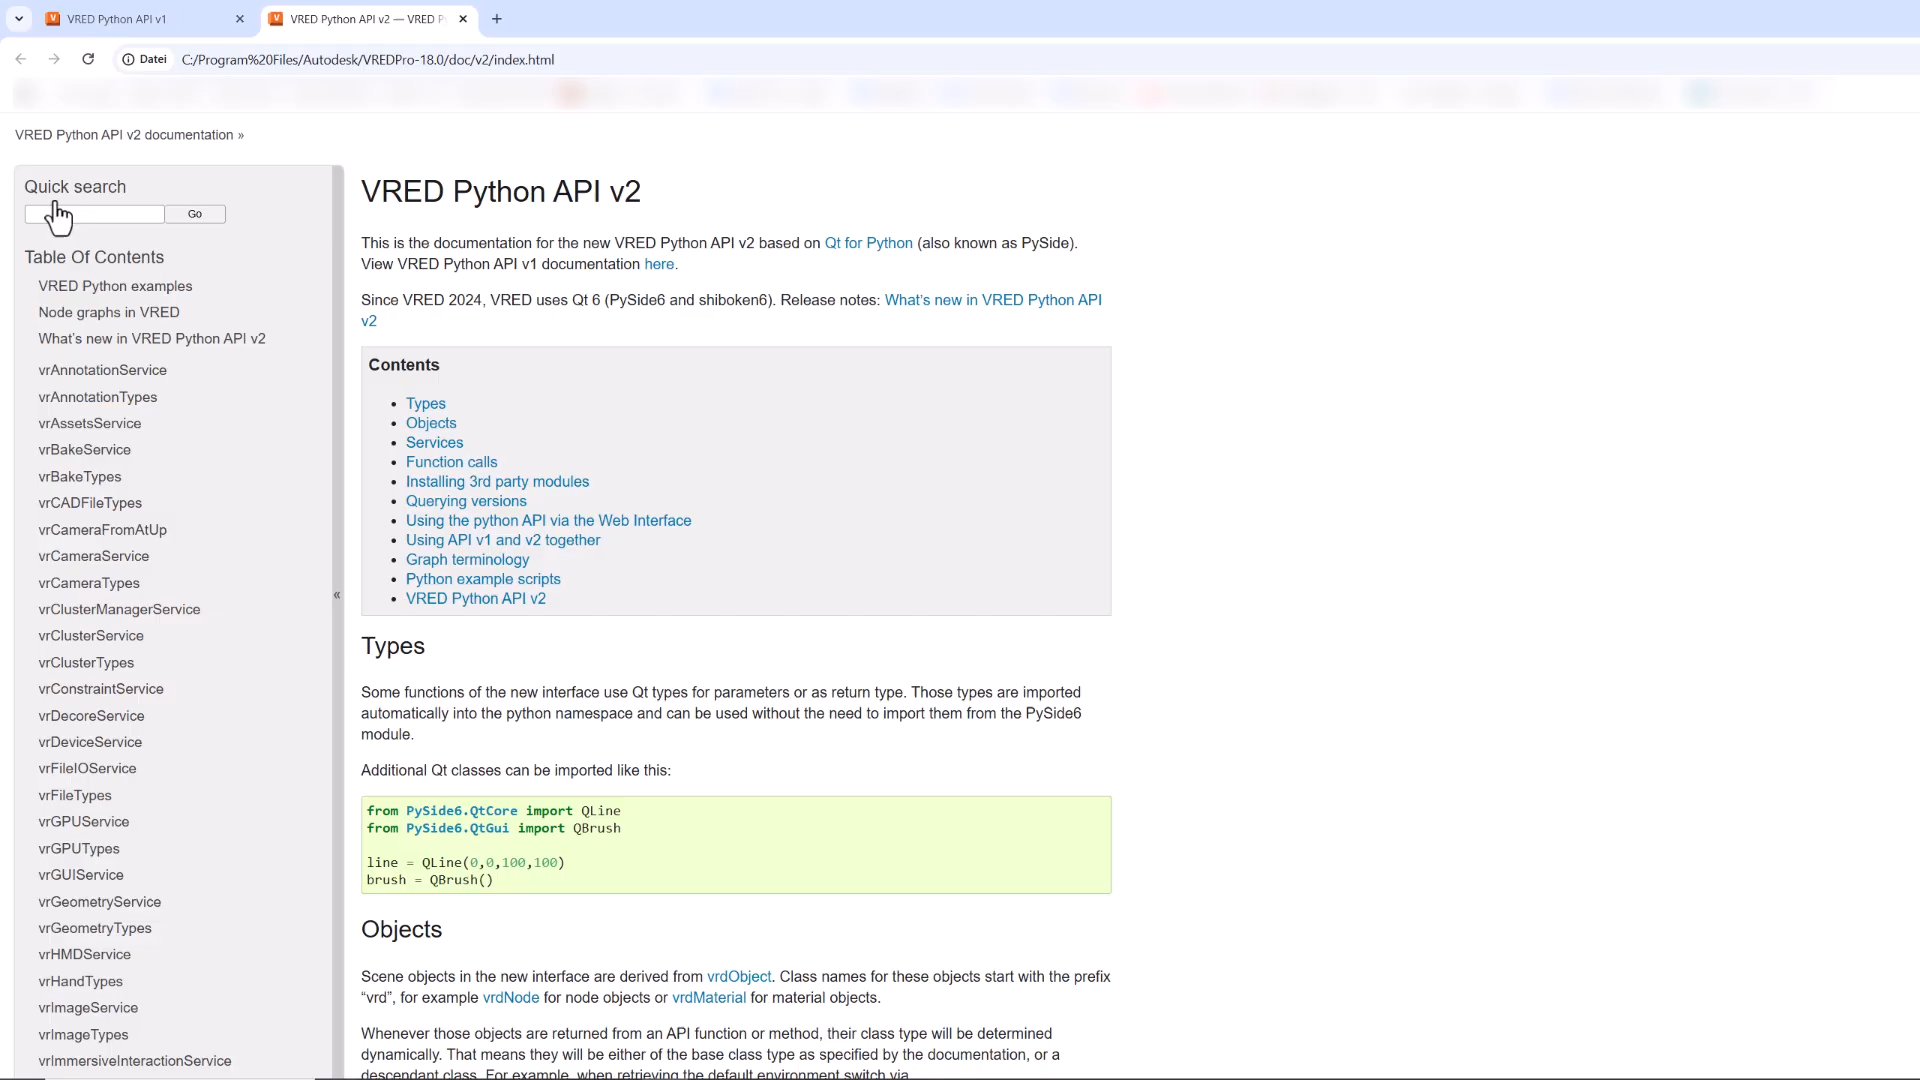 VRED Python API v1
VRED Python API v2 — VRED P
Datei
C:/Program%20Files/Autodesk/VREDPro-18.0/doc/v2/index.html
VRED Python API v2 documentation »
Quick search
Go
Table Of Contents
VRED Python examples
Node graphs in VRED
What's new in VRED Python API v2
vrAnnotationService
vrAnnotationTypes
vrAssetsService
vrBakeService
vrBakeTypes
vrCADFileTypes
vrCameraFromAtUp
vrCameraService
vrCameraTypes
vrClusterManagerService
vrClusterService
vrClusterTypes
vrConstraintService
vrDecoreService
vrDeviceService
vrFileIOService
vrFileTypes
vrGPUService
vrGPUTypes
vrGUIService
vrGeometryService
vrGeometryTypes
vrHMDService
vrHandTypes
vrImageService
vrImageTypes
vrImmersiveInteractionService
«
VRED Python API v2
This is the documentation for the new VRED Python API v2 based on Qt for Python (also known as PySide).
View VRED Python API v1 documentation here.
Since VRED 2024, VRED uses Qt 6 (PySide6 and shiboken6). Release notes: What's new in VRED Python API
v2
Contents
• Types
• Objects
• Services
• Function calls
• Installing 3rd party modules
• Querying versions
• Using the python API via the Web Interface
• Using API v1 and v2 together
• Graph terminology
• Python example scripts
• VRED Python API v2
Types
Some functions of the new interface use Qt types for parameters or as return type. Those types are imported
automatically into the python namespace and can be used without the need to import them from the PySide6
module.
Additional Qt classes can be imported like this:
from PySide6.QtCore import QLine
from PySide6.QtGui import QBrush
line = QLine(0,0,100,100)
brush = QBrush()
Objects
Scene objects in the new interface are derived from vrdObject. Class names for these objects start with the prefix
“vrd”, for example vrdNode for node objects or vrdMaterial for material objects.
Whenever those objects are returned from an API function or method, their class type will be determined
dynamically. That means they will be either of the base class type as specified by the documentation, or a
descendant class. For example, when retrieving the default environment switch via